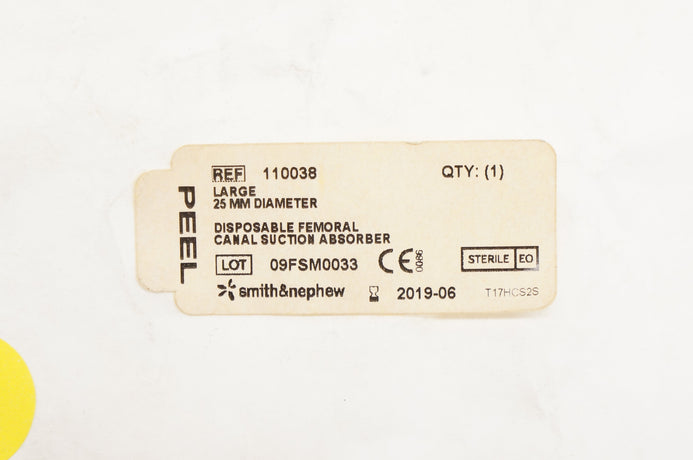 PEEL
REF 110038 QTY: (1)
LARGE
25 MM DIAMETER
DISPOSABLE FEMORAL
CANAL SUCTION ABSORBER
LOT 09FSM0033 CE 0086 STERILE EO
smith&nephew 2019-06 T17HCS2S